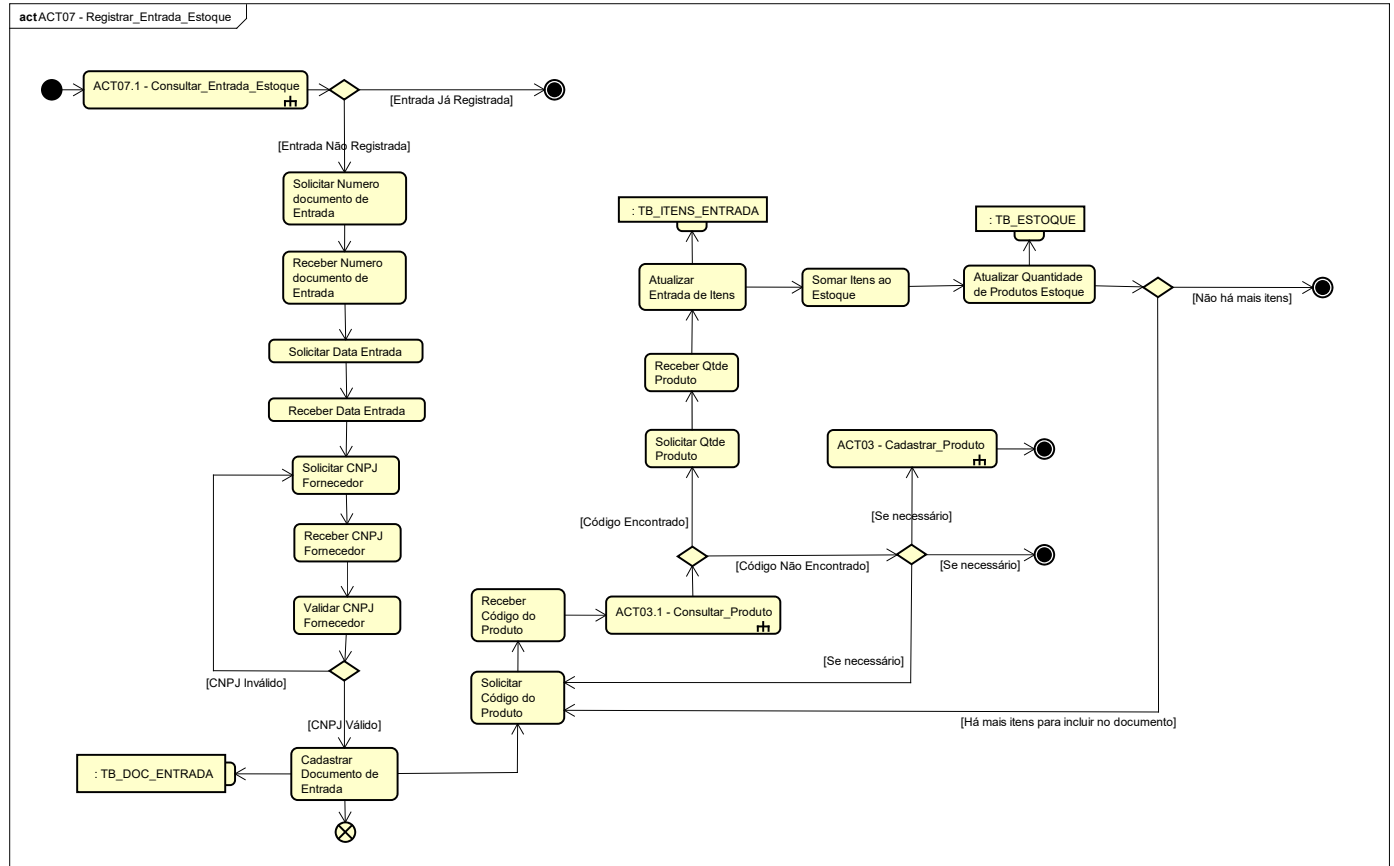 act ACT07 - Registrar_Entrada_Estoque
ACT07.1 - Consultar_Entrada_Estoque
[Entrada Já Registrada]
[Entrada Não Registrada]
Solicitar Numero
documento de
Entrada
Receber Numero
documento de
Entrada
Solicitar Data Entrada
Receber Data Entrada
Solicitar CNPJ
Fornecedor
Receber CNPJ
Fornecedor
Validar CNPJ
Fornecedor
[CNPJ Inválido]
[CNPJ Válido]
Cadastrar
Documento de
Entrada
: TB_DOC_ENTRADA
Solicitar
Código do
Produto
Receber
Código do
Produto
ACT03.1 - Consultar_Produto
[Código Encontrado]
[Código Não Encontrado]
[Se necessário]
[Se necessário]
[Se necessário]
ACT03 - Cadastrar_Produto
Solicitar Qtde
Produto
Receber Qtde
Produto
Atualizar
Entrada de Itens
: TB_ITENS_ENTRADA
Somar Itens ao
Estoque
Atualizar Quantidade
de Produtos Estoque
: TB_ESTOQUE
[Não há mais itens]
[Há mais itens para incluir no documento]